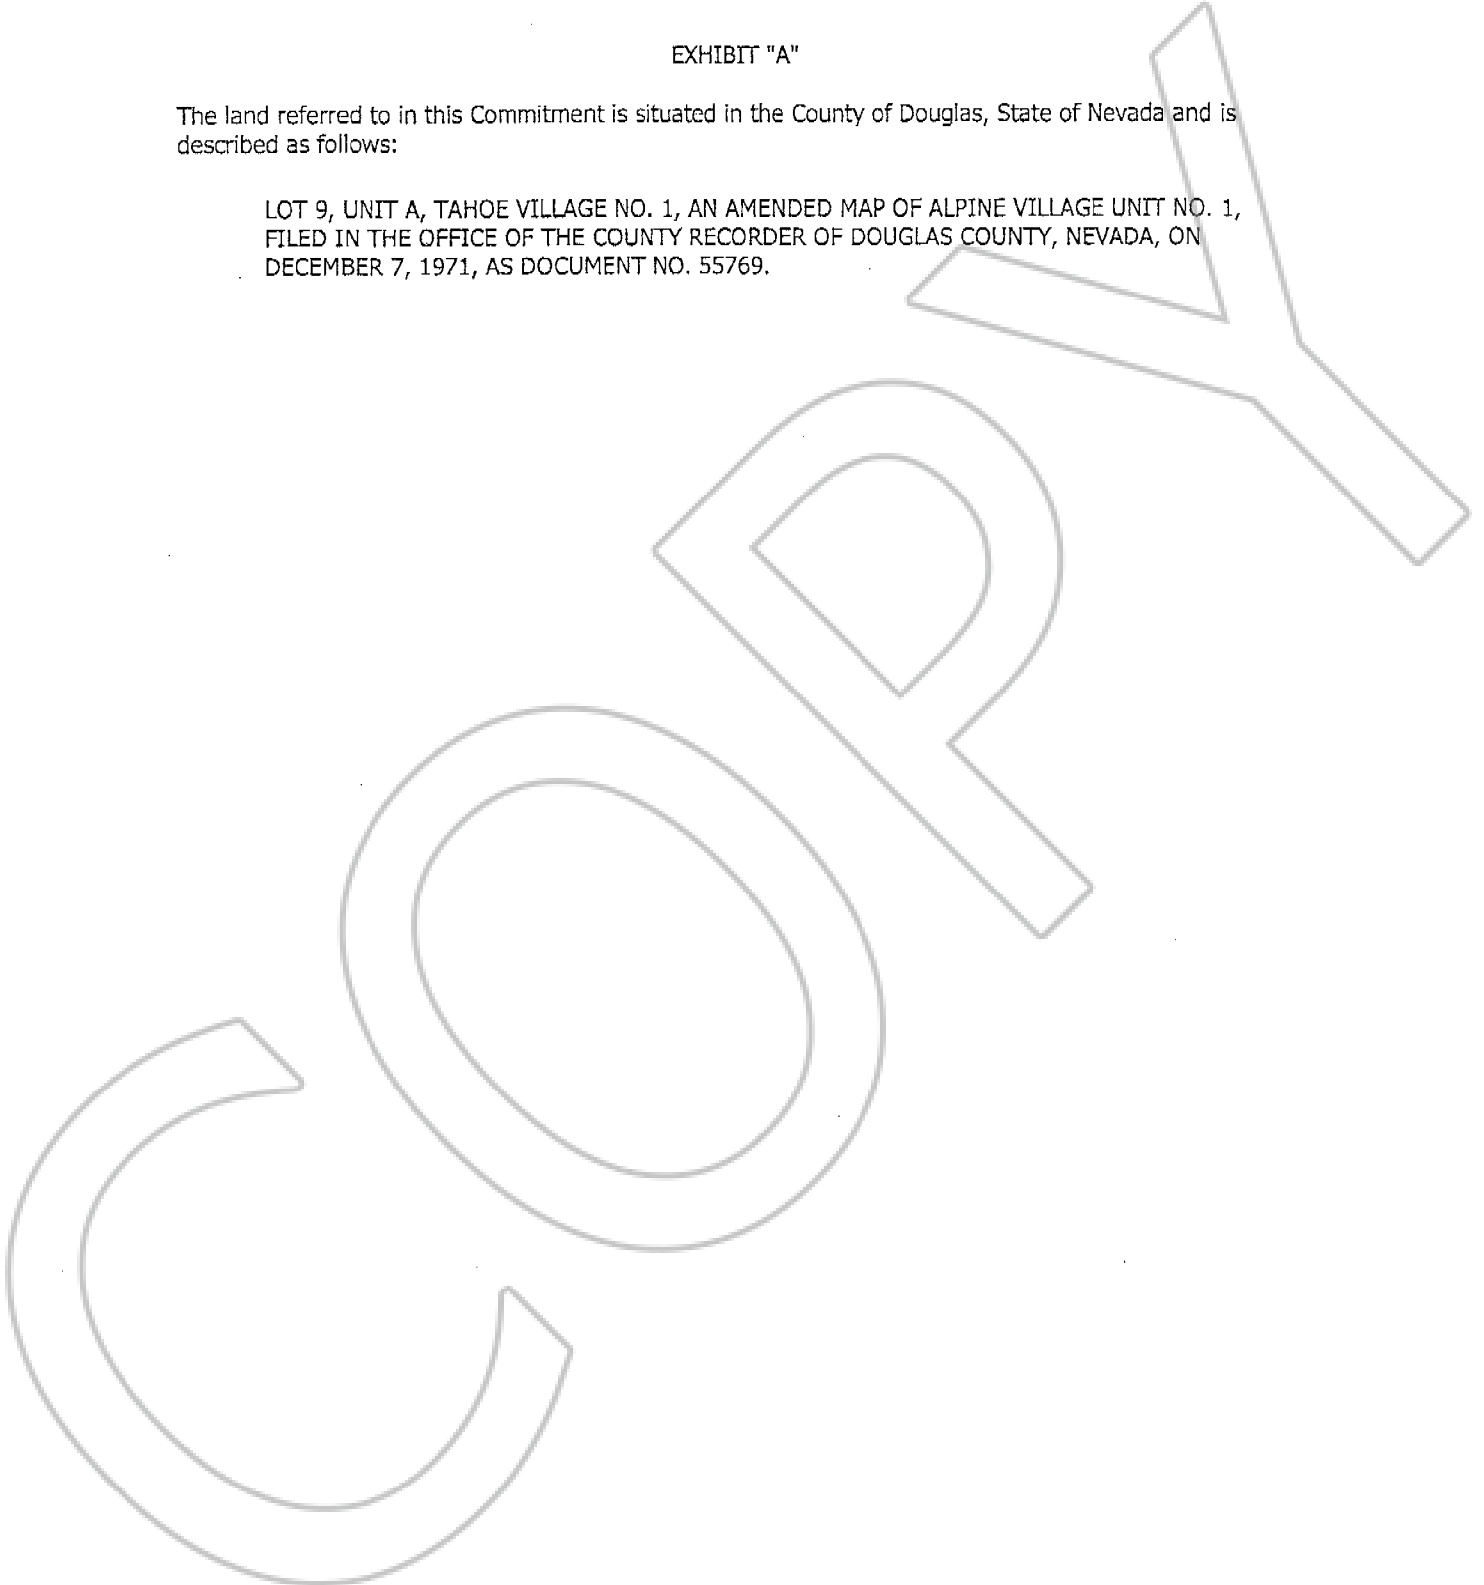 EXHIBIT "A"
The land referred to in this Commitment is situated in the County of Douglas, State of Nevada and is
described as follows:
LOT 9, UNIT A, TAHOE VILLAGE NO. 1, AN AMENDED MAP OF ALPINE VILLAGE UNIT NO. 1,
FILED IN THE OFFICE OF THE COUNTY RECORDER OF DOUGLAS COUNTY, NEVADA, ON
DECEMBER 7, 1971, AS DOCUMENT NO. 55769.
COPY